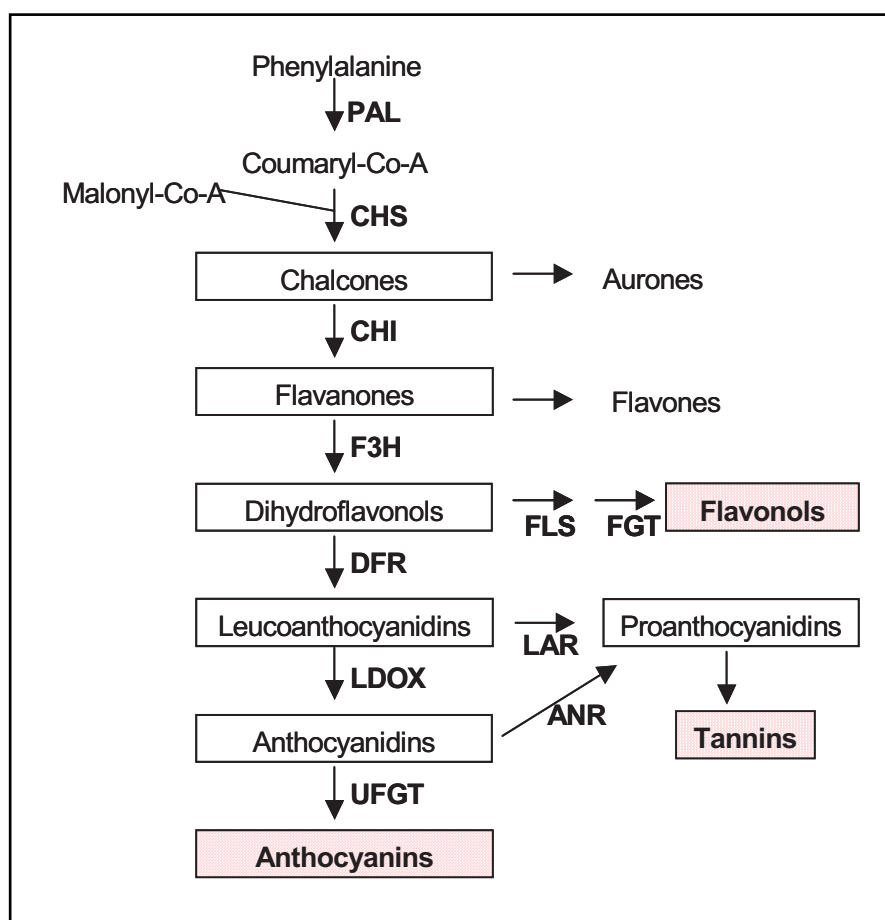 Phenylalanine
PAL
Coumaryl-Co-A
Malonyl-Co-A
CHS
Chalcones
Aurones
CHI
Flavanones
Flavones
F3H
Dihydroflavonols
FLS
FGT
Flavonols
DFR
Leucoanthocyanidins
LAR
Proanthocyanidins
LDOX
ANR
Tannins
Anthocyanidins
UFGT
Anthocyanins